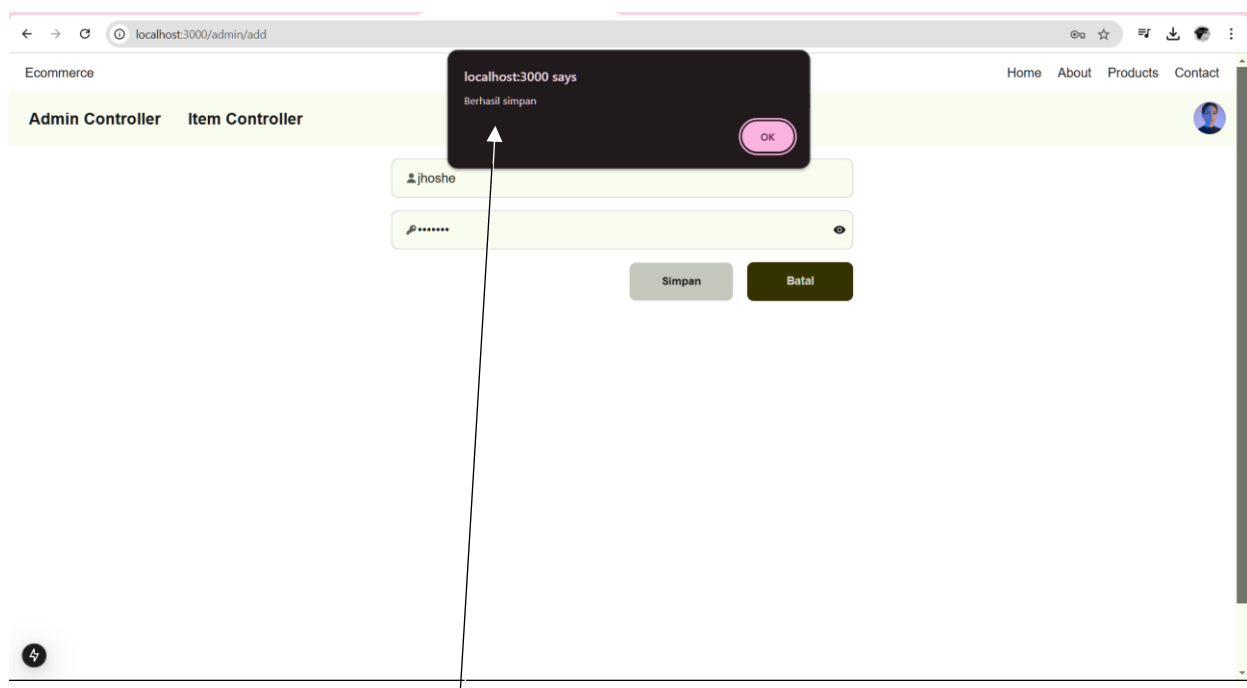 localhost:3000/admin/add
Ecommerce
Home About Products Contact
localhost:3000 says
Berhasil simpan
OK
Admin Controller Item Controller
jhoshe
•••••••
Simpan Batal